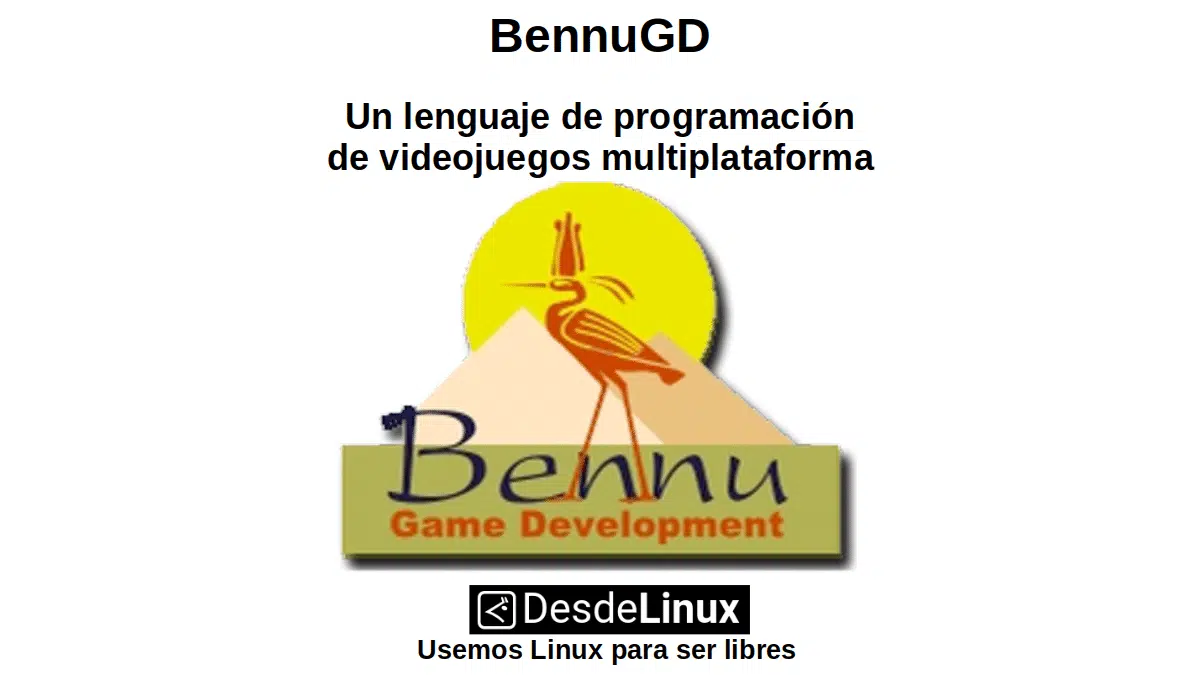 BennuGD
Un lenguaje de programación
de videojuegos multiplataforma
Bennu
Game Development
DesdeLinux
Usemos Linux para ser libres